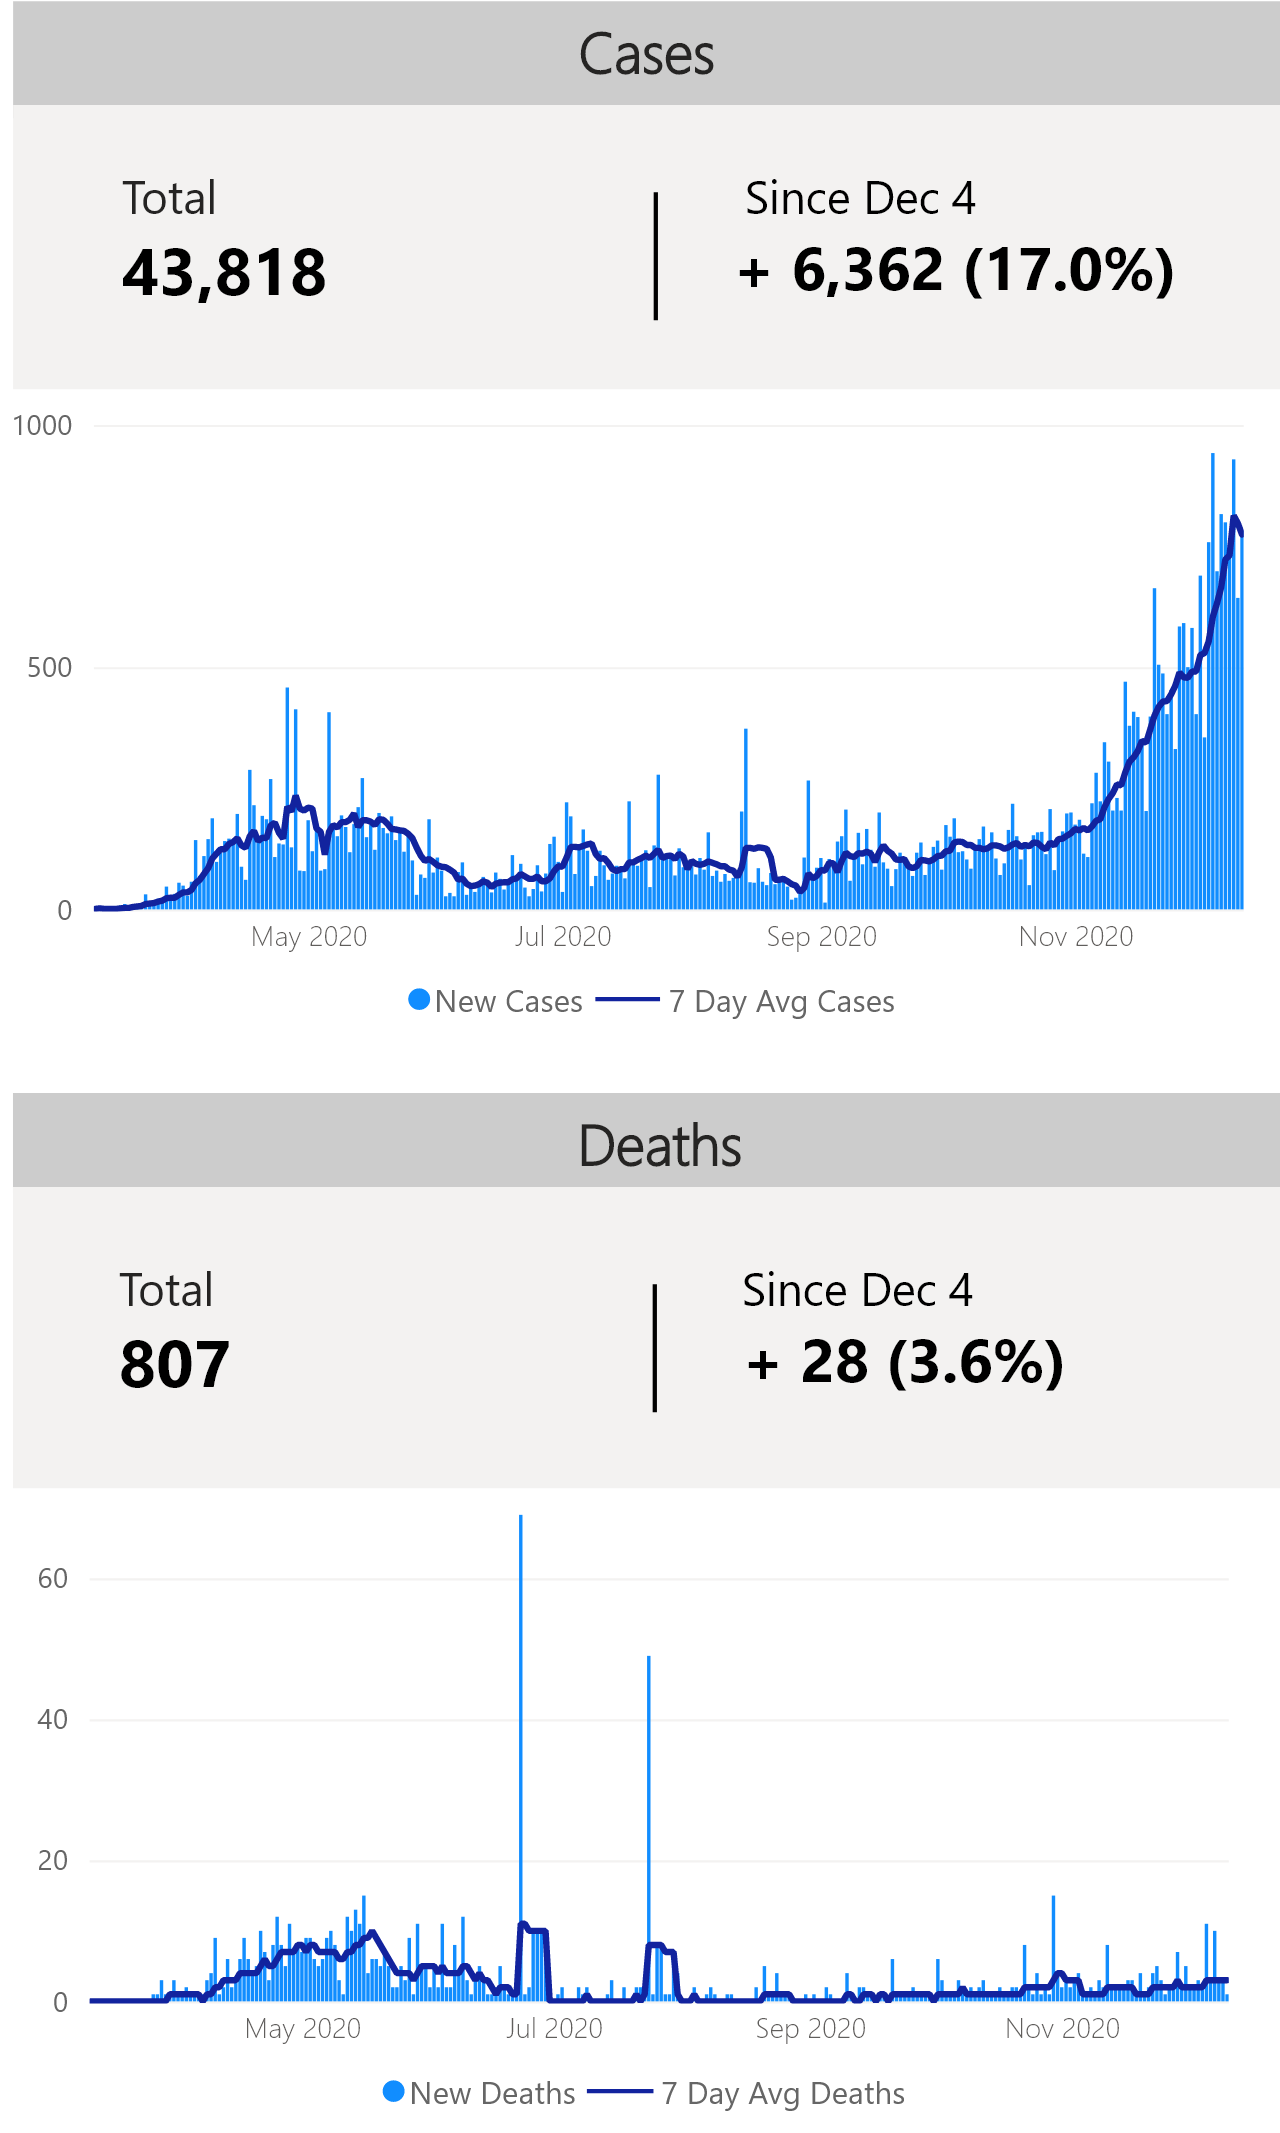 Cases
Total
Since Dec 4
43,818
+ 6,362 (17.0%)
1000
500
0
May 2020
Jul 2020
Sep 2020
Nov 2020
New Cases
7 Day Avg Cases
Deaths
Total
Since Dec 4
807
+ 28 (3.6%)
60
40
20
0
May 2020
Jul 2020
Sep 2020
Nov 2020
New Deaths
7 Day Avg Deaths